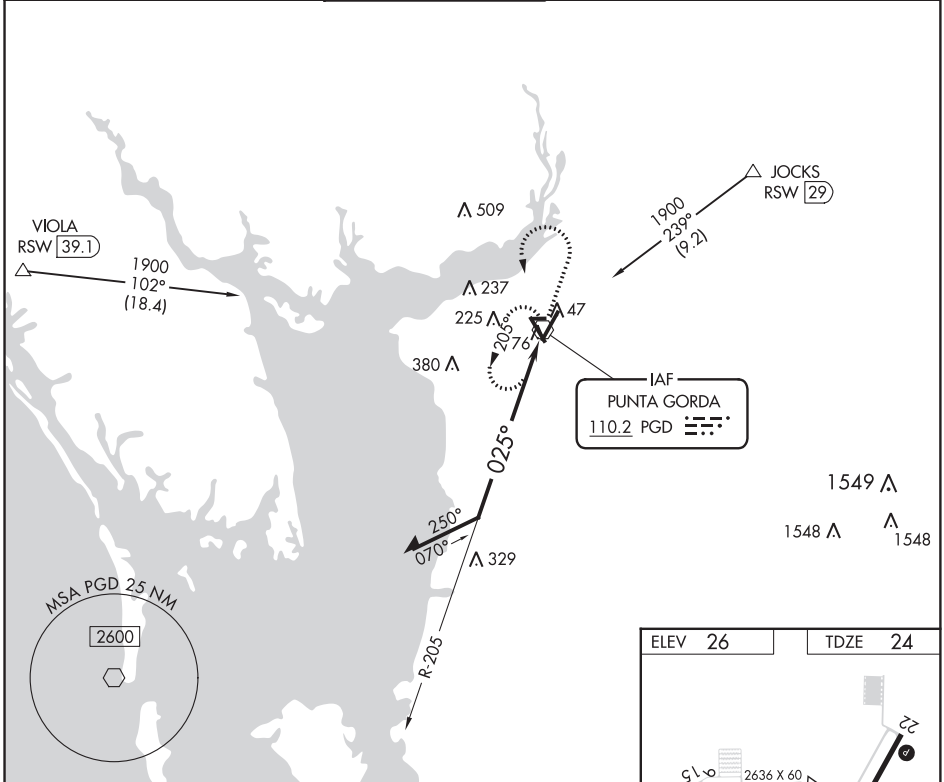 JOCKS
RSW 29
1900
239°
(9.2)
509
VIOLA
RSW 39.1
1900
102°
(18.4)
237
225
47
205°
76
380
IAF
PUNTA GORDA
110.2 PGD
025°
1549
1548
1548
250°
070°
329
MSA PGD 25 NM
2600
R-205
ELEV 26
TDZE 24
22
2636 X 60